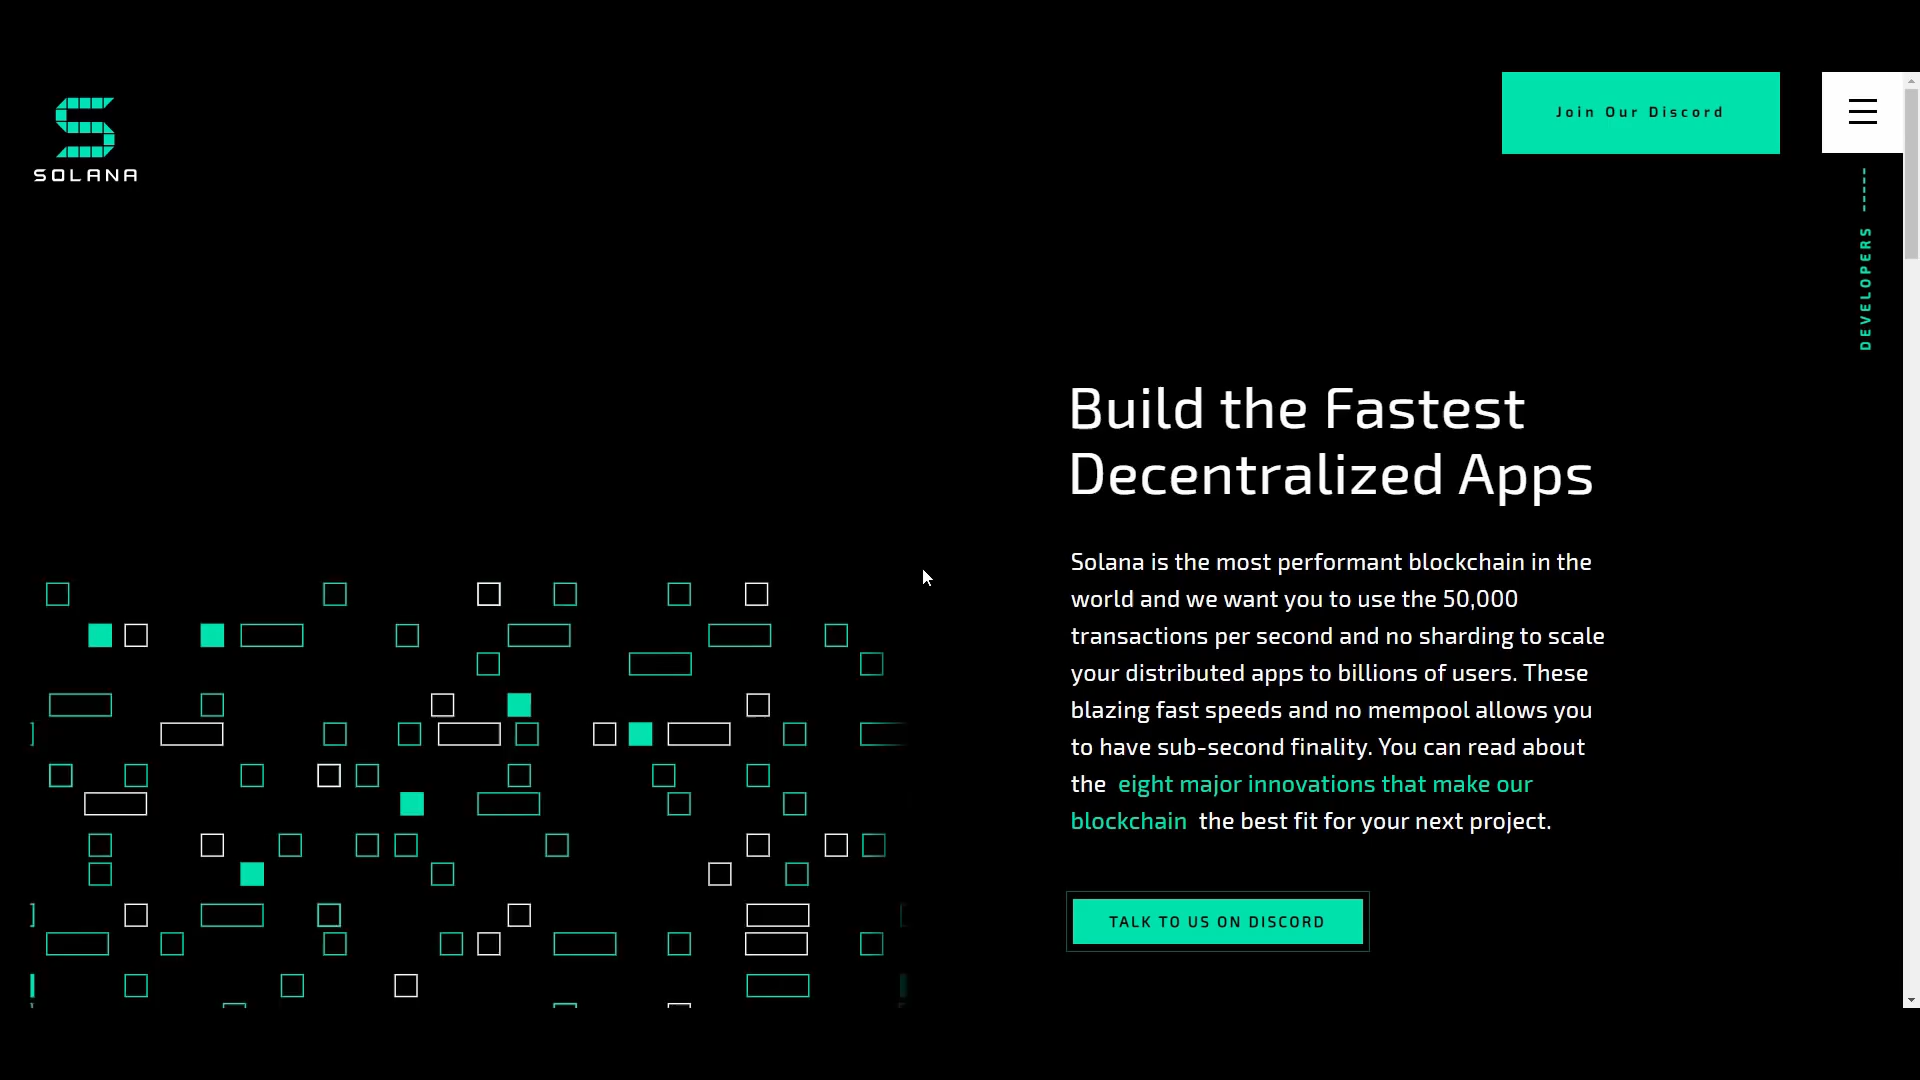 SOLANA
Join Our Discord
DEVELOPERS
Build the Fastest
Decentralized Apps
Solana is the most performant blockchain in the
world and we want you to use the 50,000
transactions per second and no sharding to scale
your distributed apps to billions of users. These
blazing fast speeds and no mempool allows you
to have sub-second finality. You can read about
the eight major innovations that make our
blockchain the best fit for your next project.
TALK TO US ON DISCORD